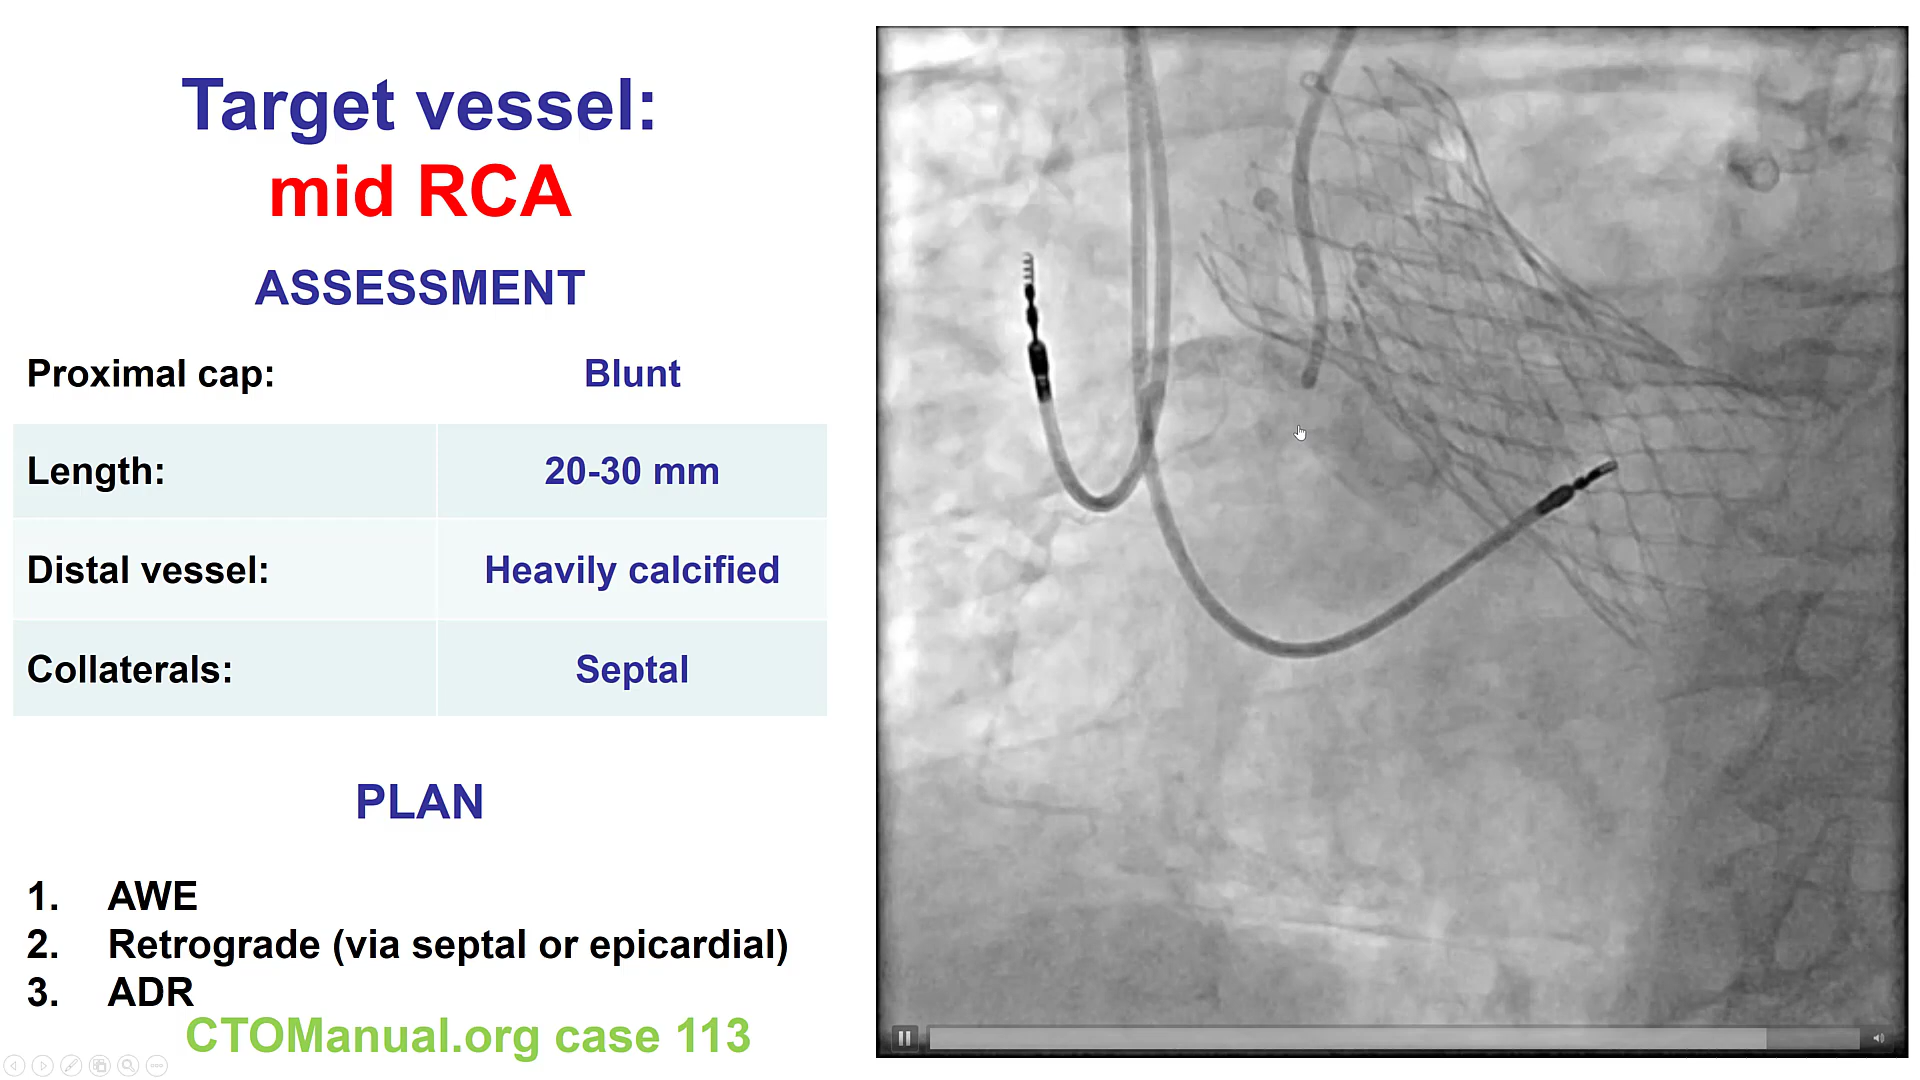 Target vessel:
mid RCA
ASSESSMENT
Proximal cap: Blunt
Length: 20-30 mm
Distal vessel: Heavily calcified
Collaterals: Septal
PLAN
1. AWE
2. Retrograde (via septal or epicardial)
3. ADR
CTOManual.org case 113